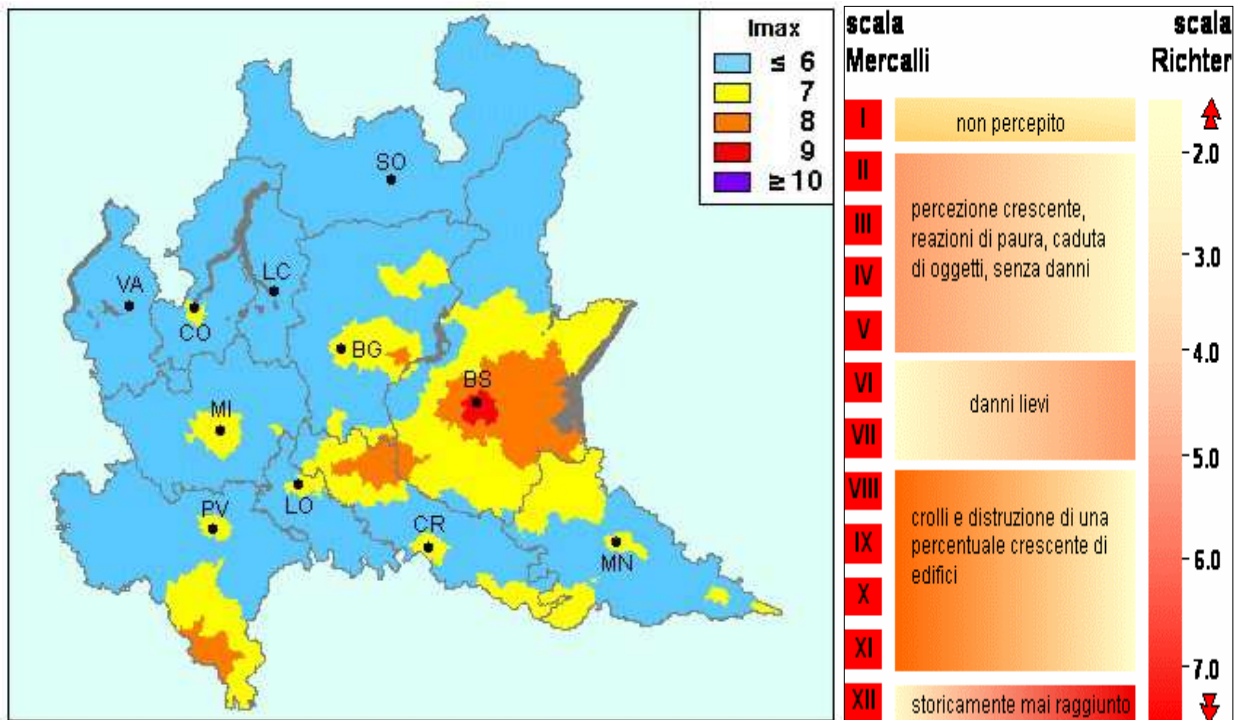 Imax
≤ 6
7
8
9
≥ 10
SO
VA
CO
LC
BG
BS
MI
LO
PV
CR
MN
scala
Mercalli
scala
Richter
I
II
III
IV
V
VI
VII
VIII
IX
X
XI
XII
non percepito
percezione crescente,
reazioni di paura, caduta
di oggetti, senza danni
danni lievi
crolli e distruzione di una
percentuale crescente di
edifici
storicamente mai raggiunto
2.0
3.0
4.0
5.0
6.0
7.0